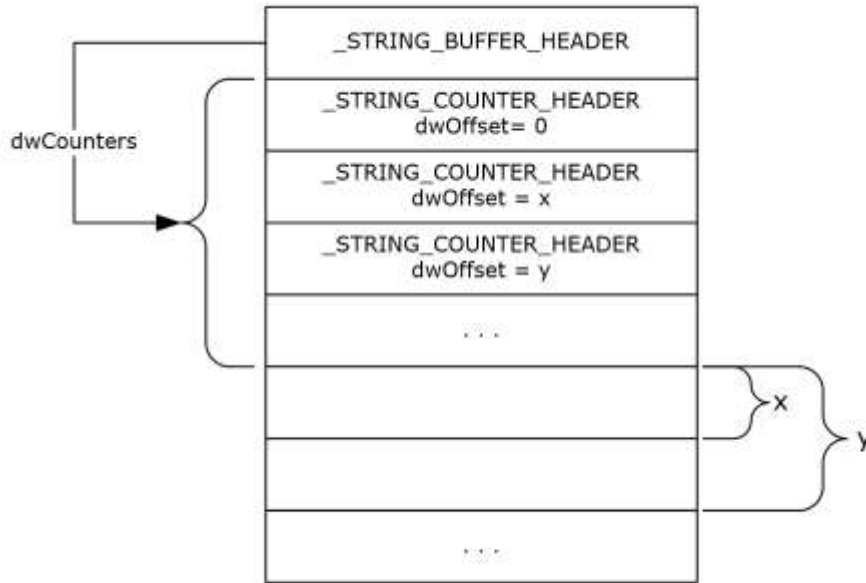 _STRING_BUFFER_HEADER
_STRING_COUNTER_HEADER
dwOffset= 0
dwCounters
_STRING_COUNTER_HEADER
dwOffset = x
_STRING_COUNTER_HEADER
dwOffset = y
. . .
x
y
. . .